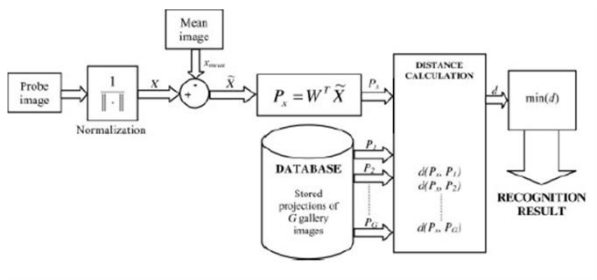 Mean
image
x_mean
Probe
image
1
‖ · ‖
Normalization
X
+
-
X̃
P_x = W^T X̃
P_x
DISTANCE
CALCULATION
d
min(d)
DATABASE
Stored
projections of
G gallery
images
P_1
P_2
P_G
d(P_x, P_1)
d(P_x, P_2)
d(P_x, P_G)
RECOGNITION
RESULT